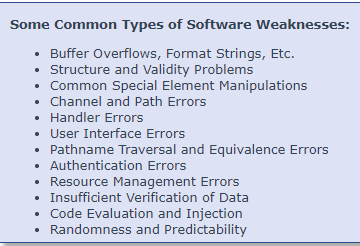 Some Common Types of Software Weaknesses:
• Buffer Overflows, Format Strings, Etc.
• Structure and Validity Problems
• Common Special Element Manipulations
• Channel and Path Errors
• Handler Errors
• User Interface Errors
• Pathname Traversal and Equivalence Errors
• Authentication Errors
• Resource Management Errors
• Insufficient Verification of Data
• Code Evaluation and Injection
• Randomness and Predictability